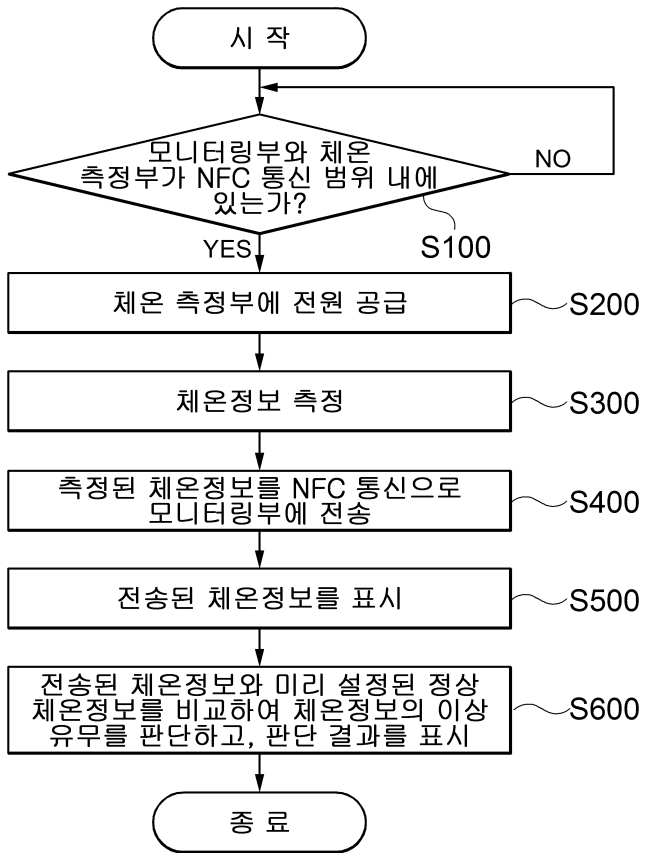 시 작
모니터링부와 체온
측정부가 NFC 통신 범위 내에
있는가?
NO
S100
YES
체온 측정부에 전원 공급
S200
체온정보 측정
S300
측정된 체온정보를 NFC 통신으로
모니터링부에 전송
S400
전송된 체온정보를 표시
S500
전송된 체온정보와 미리 설정된 정상
체온정보를 비교하여 체온정보의 이상
유무를 판단하고, 판단 결과를 표시
S600
종 료